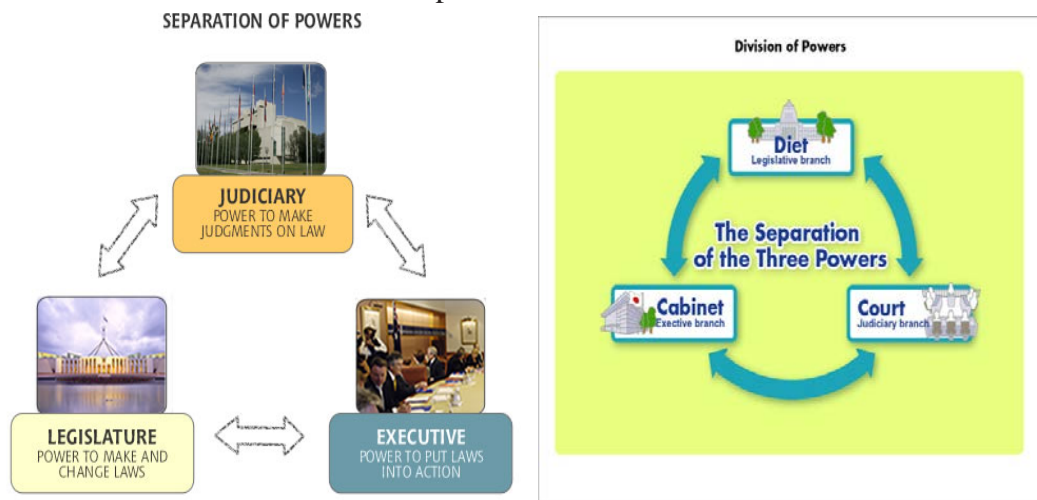 SEPARATION OF POWERS
JUDICIARY
POWER TO MAKE
JUDGMENTS ON LAW
LEGISLATURE
POWER TO MAKE AND
CHANGE LAWS
EXECUTIVE
POWER TO PUT LAWS
INTO ACTION
Division of Powers
Diet
Legislative branch
The Separation
of the Three Powers
Cabinet
Exective branch
Court
Judiciary branch